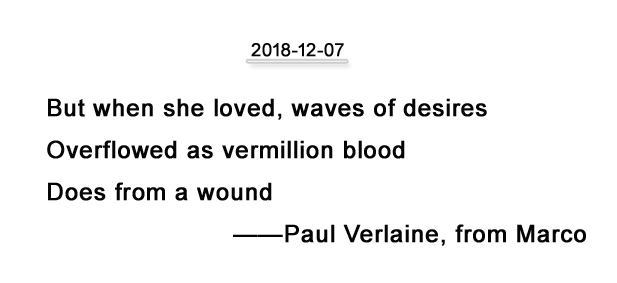 2018-12-07
But when she loved, waves of desires
Overflowed as vermillion blood
Does from a wound
——Paul Verlaine, from Marco